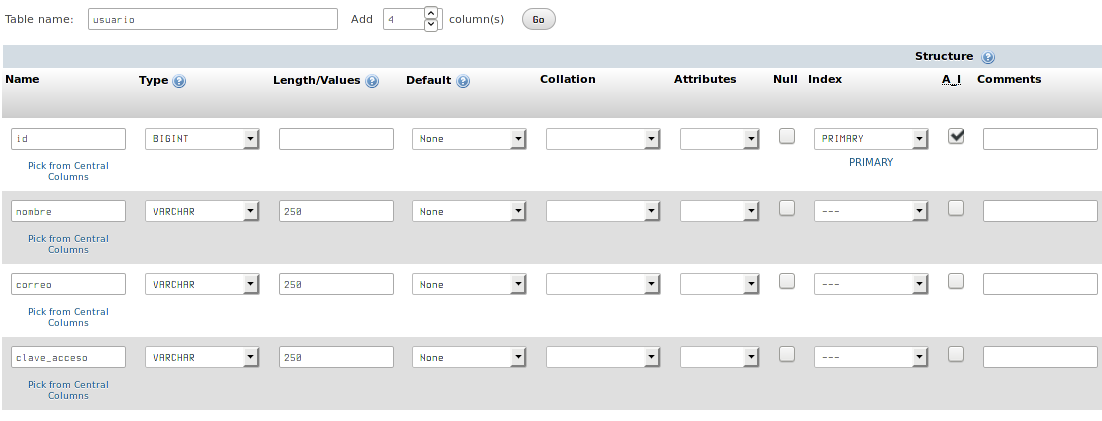 Table name: usuario Add 4 column(s) Go
Structure
Name Type Length/Values Default Collation Attributes Null Index A_I Comments
id BIGINT None PRIMARY
Pick from Central
Columns
PRIMARY
nombre VARCHAR 250 None ---
Pick from Central
Columns
correo VARCHAR 250 None ---
Pick from Central
Columns
clave_acceso VARCHAR 250 None ---
Pick from Central
Columns